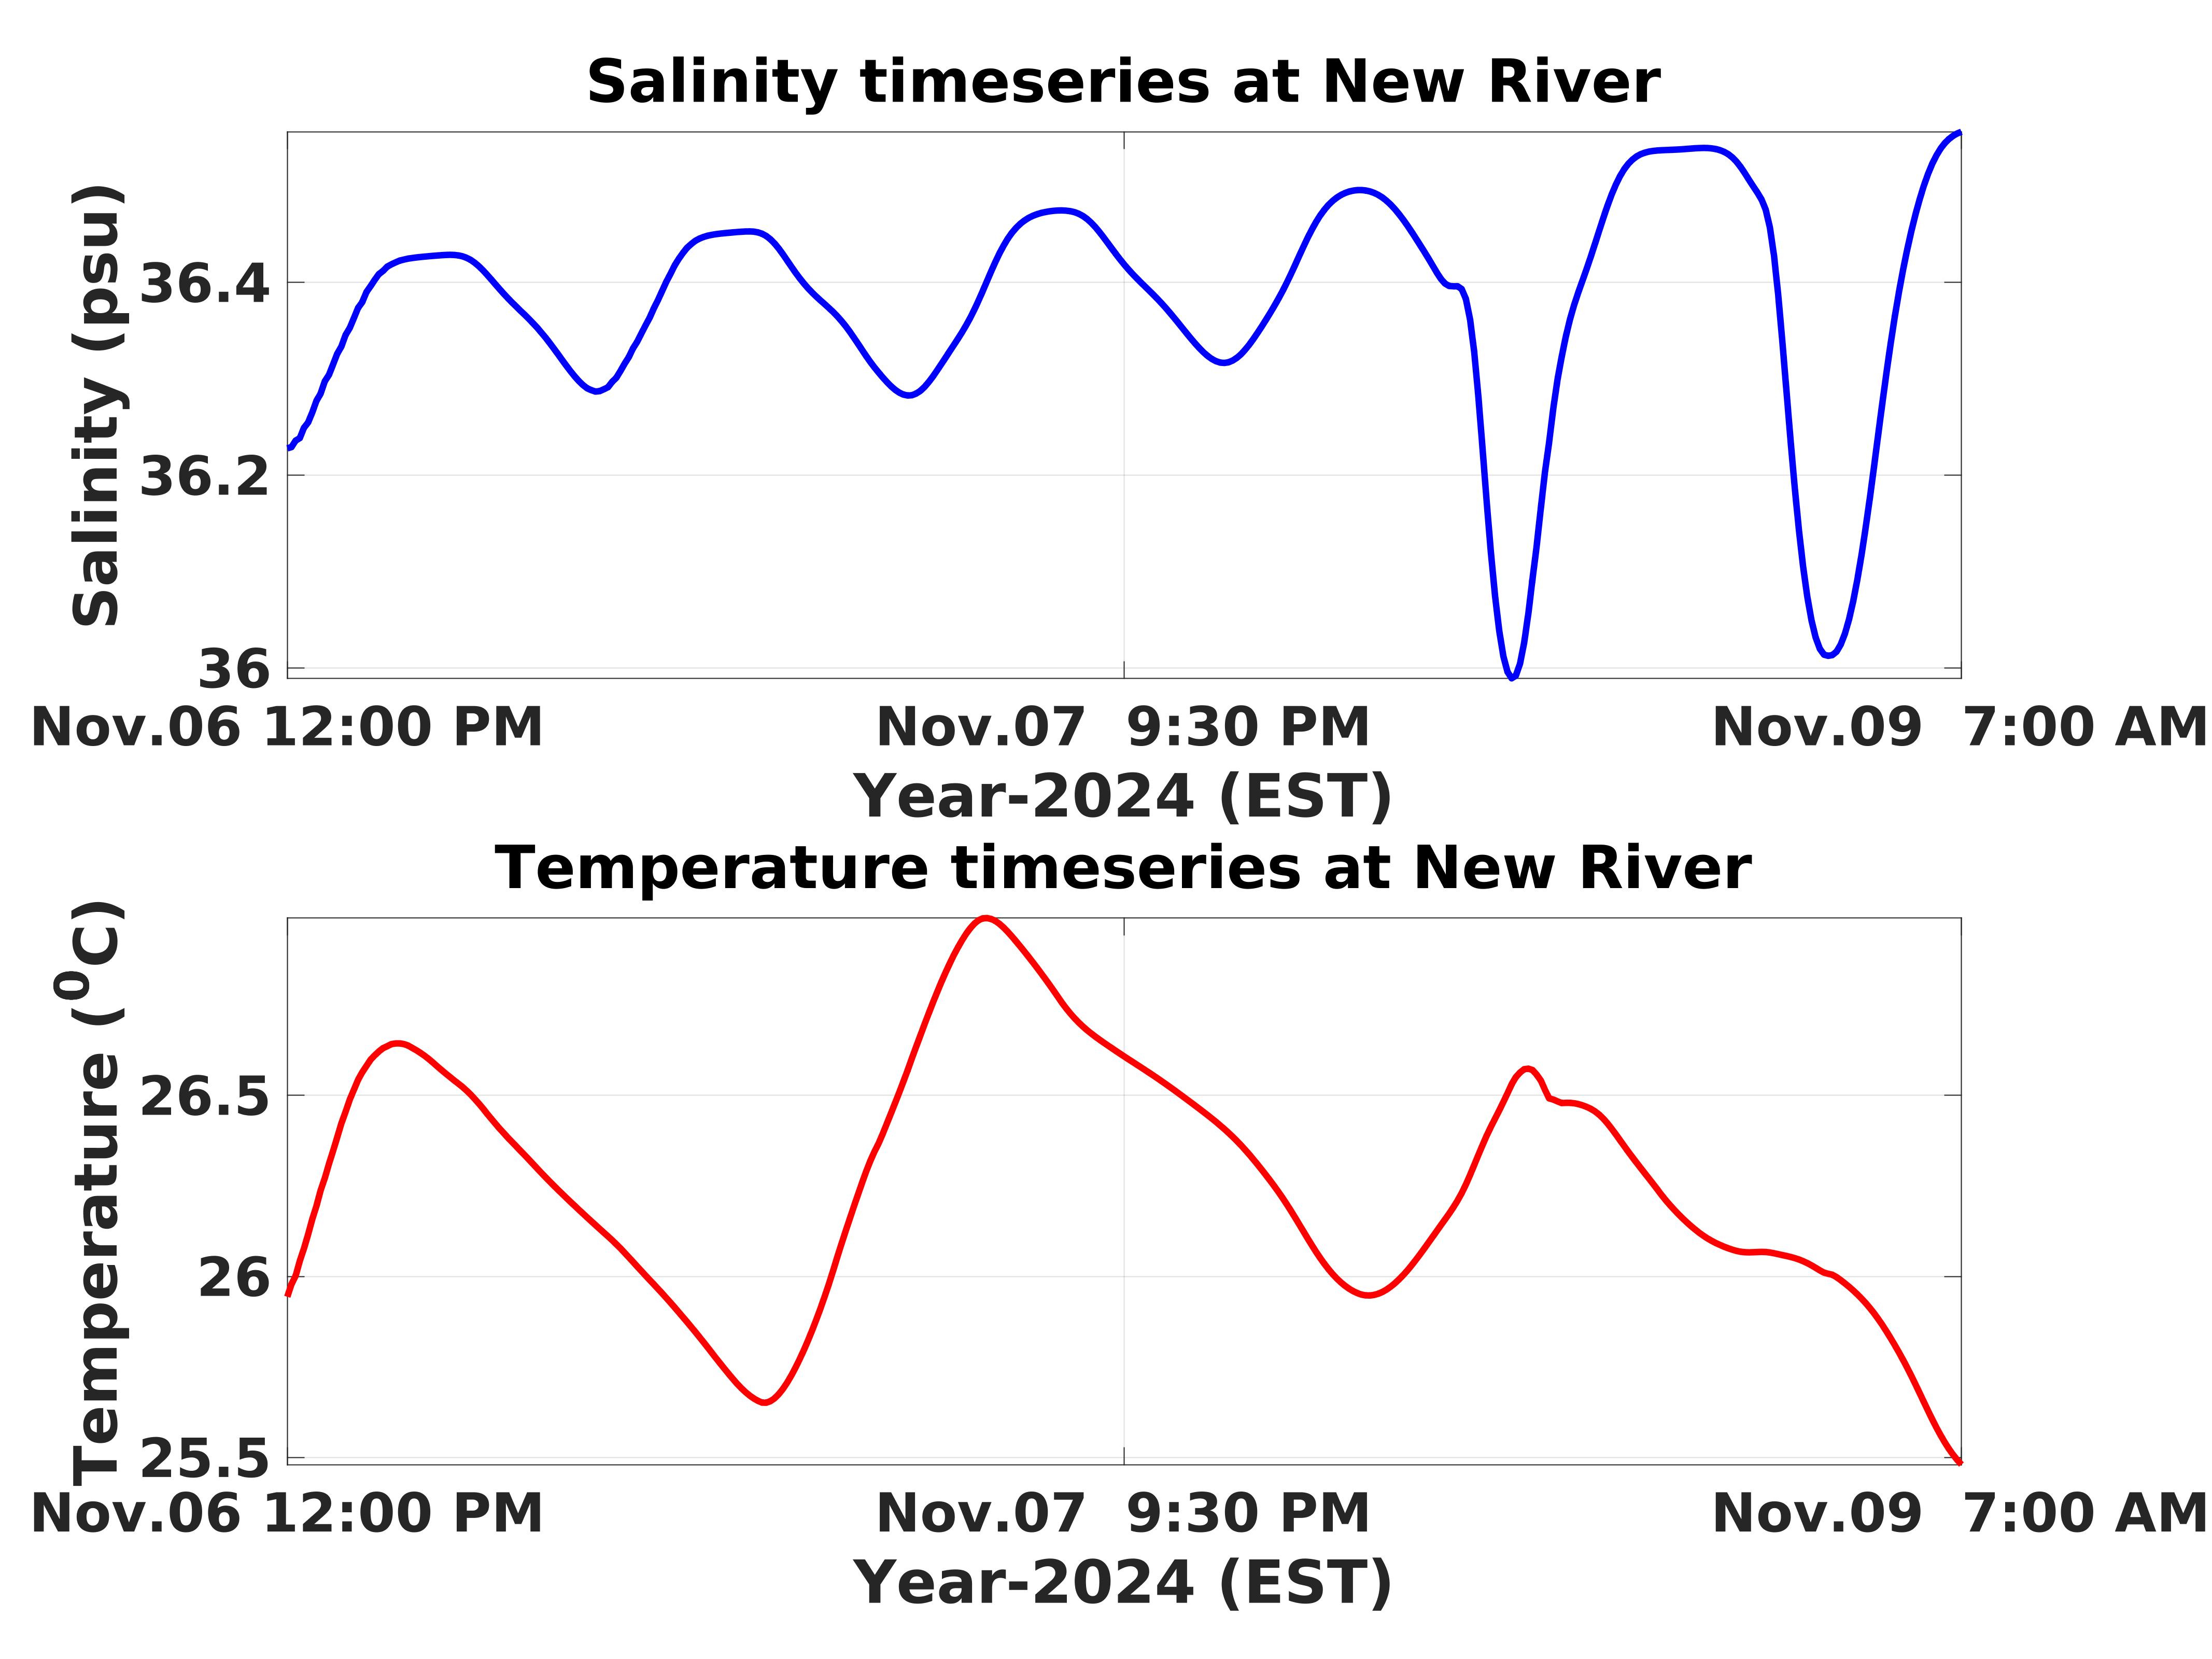 Salinity timeseries at New River
Salinity (psu)
36.4
36.2
36
Nov.06 12:00 PM Nov.07 9:30 PM Nov.09 7:00 AM
Year-2024 (EST)
Temperature timeseries at New River
Temperature (⁰C)
26.5
26
25.5
Nov.06 12:00 PM Nov.07 9:30 PM Nov.09 7:00 AM
Year-2024 (EST)